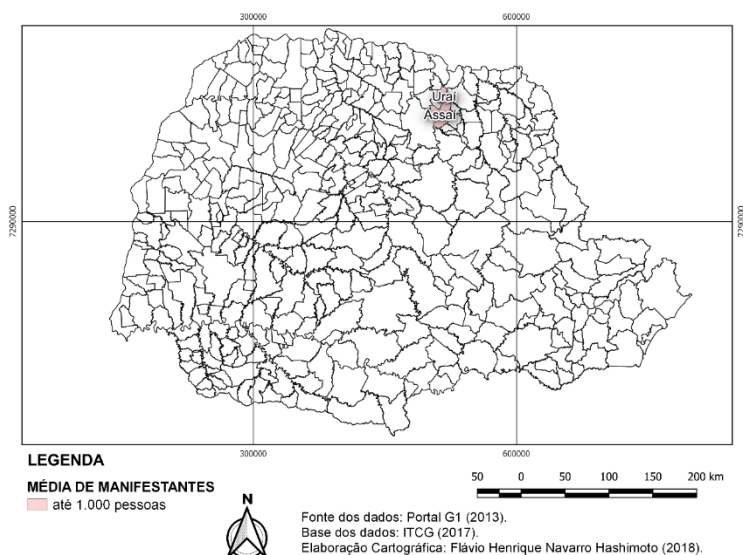 300000 600000
Uraí
Assaí
7290000 7290000
300000 600000
LEGENDA
MÉDIA DE MANIFESTANTES
até 1.000 pessoas
50 0 50 100 150 200 km
N
Fonte dos dados: Portal G1 (2013).
Base dos dados: ITCG (2017).
Elaboração Cartográfica: Flávio Henrique Navarro Hashimoto (2018).